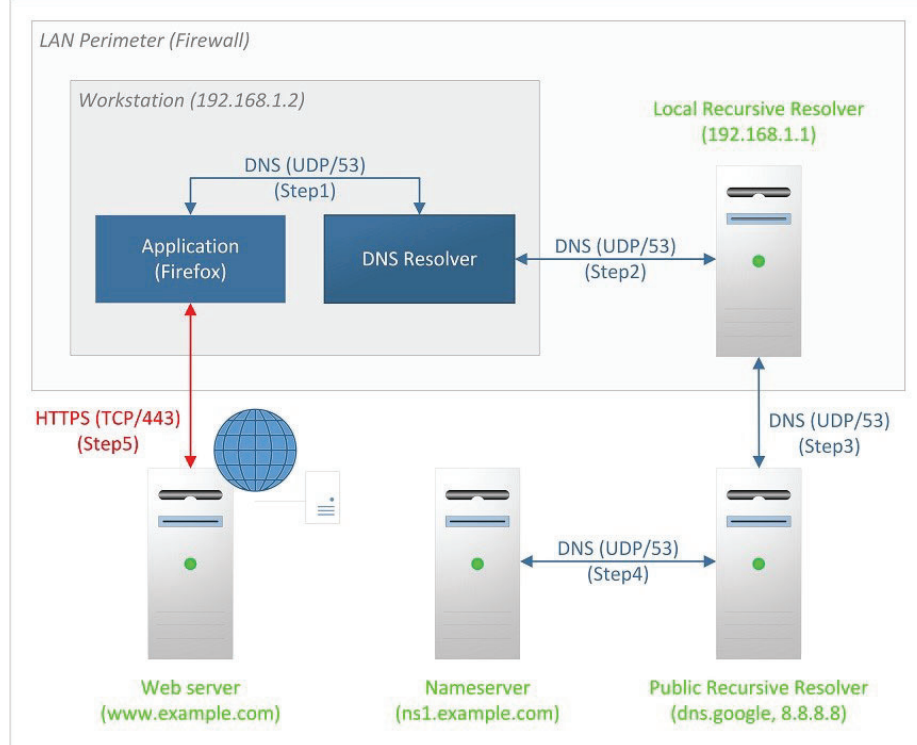 LAN Perimeter (Firewall)
Workstation (192.168.1.2)
Local Recursive Resolver
(192.168.1.1)
DNS (UDP/53)
(Step1)
Application
(Firefox)
DNS Resolver
DNS (UDP/53)
(Step2)
HTTPS (TCP/443)
(Step5)
DNS (UDP/53)
(Step3)
DNS (UDP/53)
(Step4)
Web server
(www.example.com)
Nameserver
(ns1.example.com)
Public Recursive Resolver
(dns.google, 8.8.8.8)